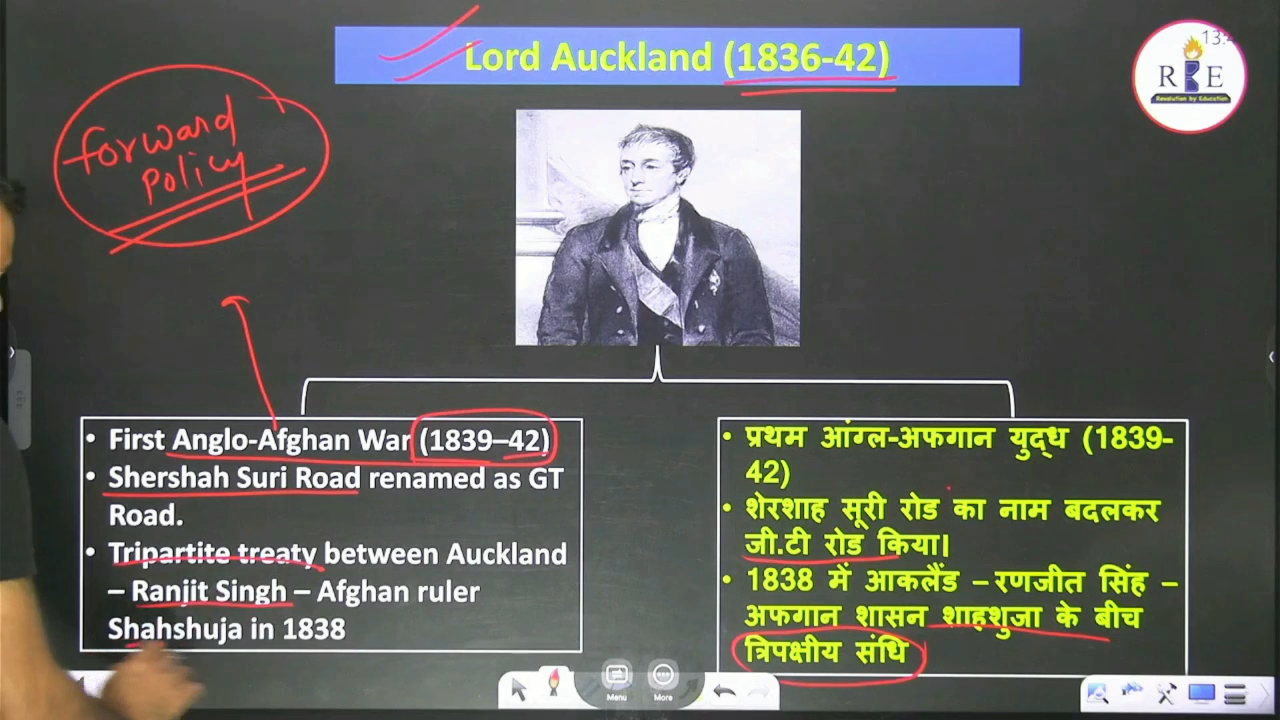 Lord Auckland (1836-42)
13:4
R E
Revolution by Education
forward
policy
• First Anglo-Afghan War (1839–42)
• Shershah Suri Road renamed as GT
Road.
• Tripartite treaty between Auckland
– Ranjit Singh – Afghan ruler
Shahshuja in 1838
• प्रथम आंग्ल-अफगान युद्ध (1839-
42)
• शेरशाह सूरी रोड का नाम बदलकर
जी.टी रोड किया।
• 1838 में आकलैंड – रणजीत सिंह –
अफगान शासन शाहशुजा के बीच
त्रिपक्षीय संधि
Menu
More